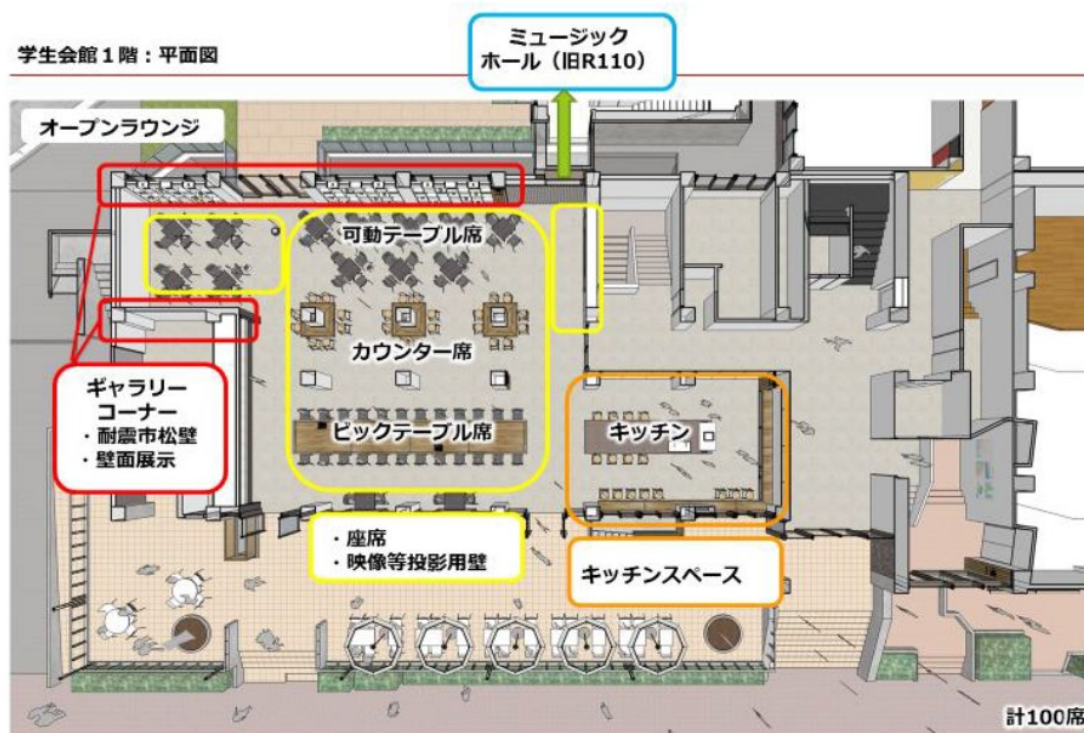 学生会館１階：平面図
ミュージック
ホール（旧R110）
オープンラウンジ
可動テーブル席
カウンター席
ギャラリー
コーナー
・耐震市松壁
・壁面展示
ビックテーブル席
キッチン
・座席
・映像等投影用壁
キッチンスペース
計100席